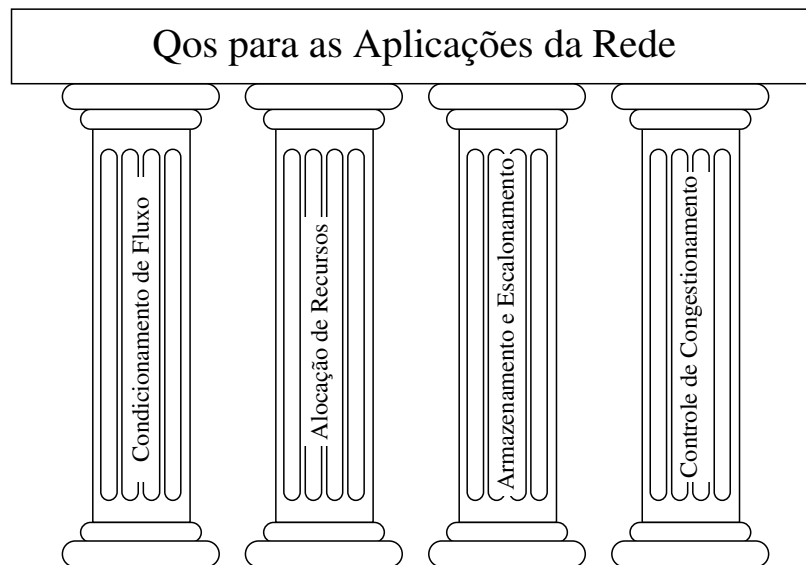 Qos para as Aplicações da Rede
Condicionamento de Fluxo
Alocação de Recursos
Armazenamento e Escalonamento
Controle de Congestionamento